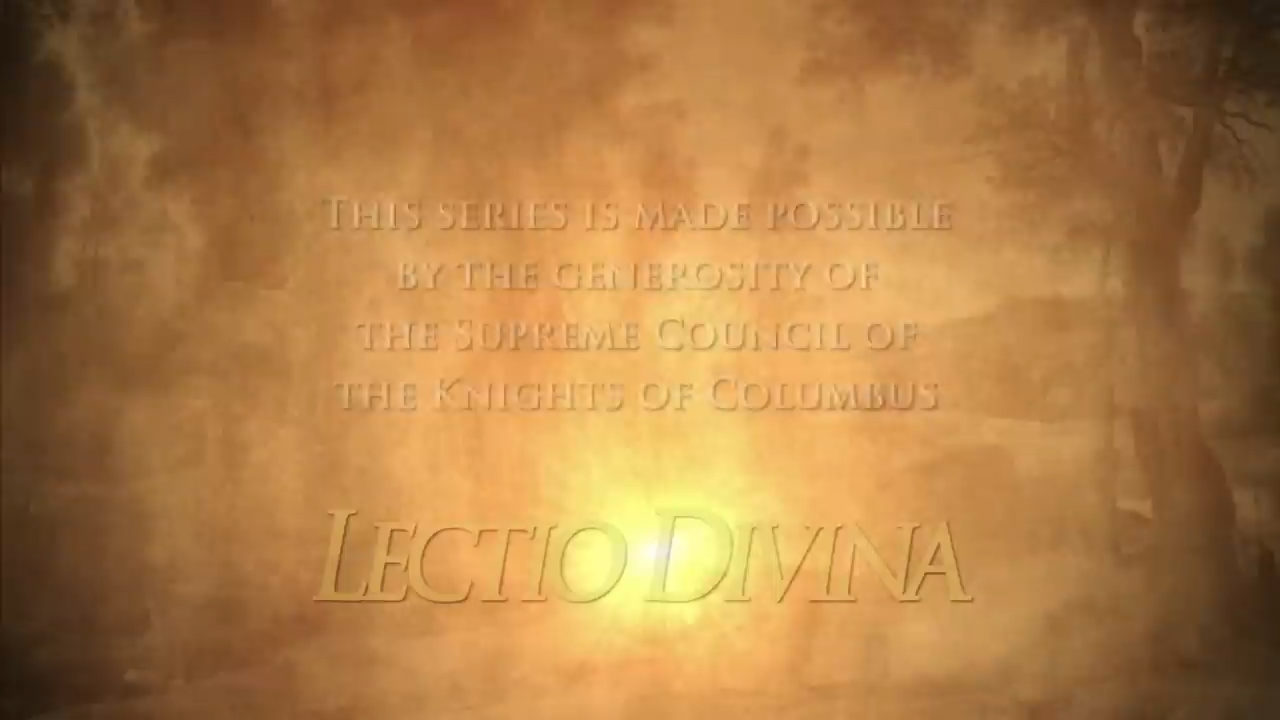 This series is made possible
by the generosity of
the Supreme Council of
the Knights of Columbus
Lectio Divina